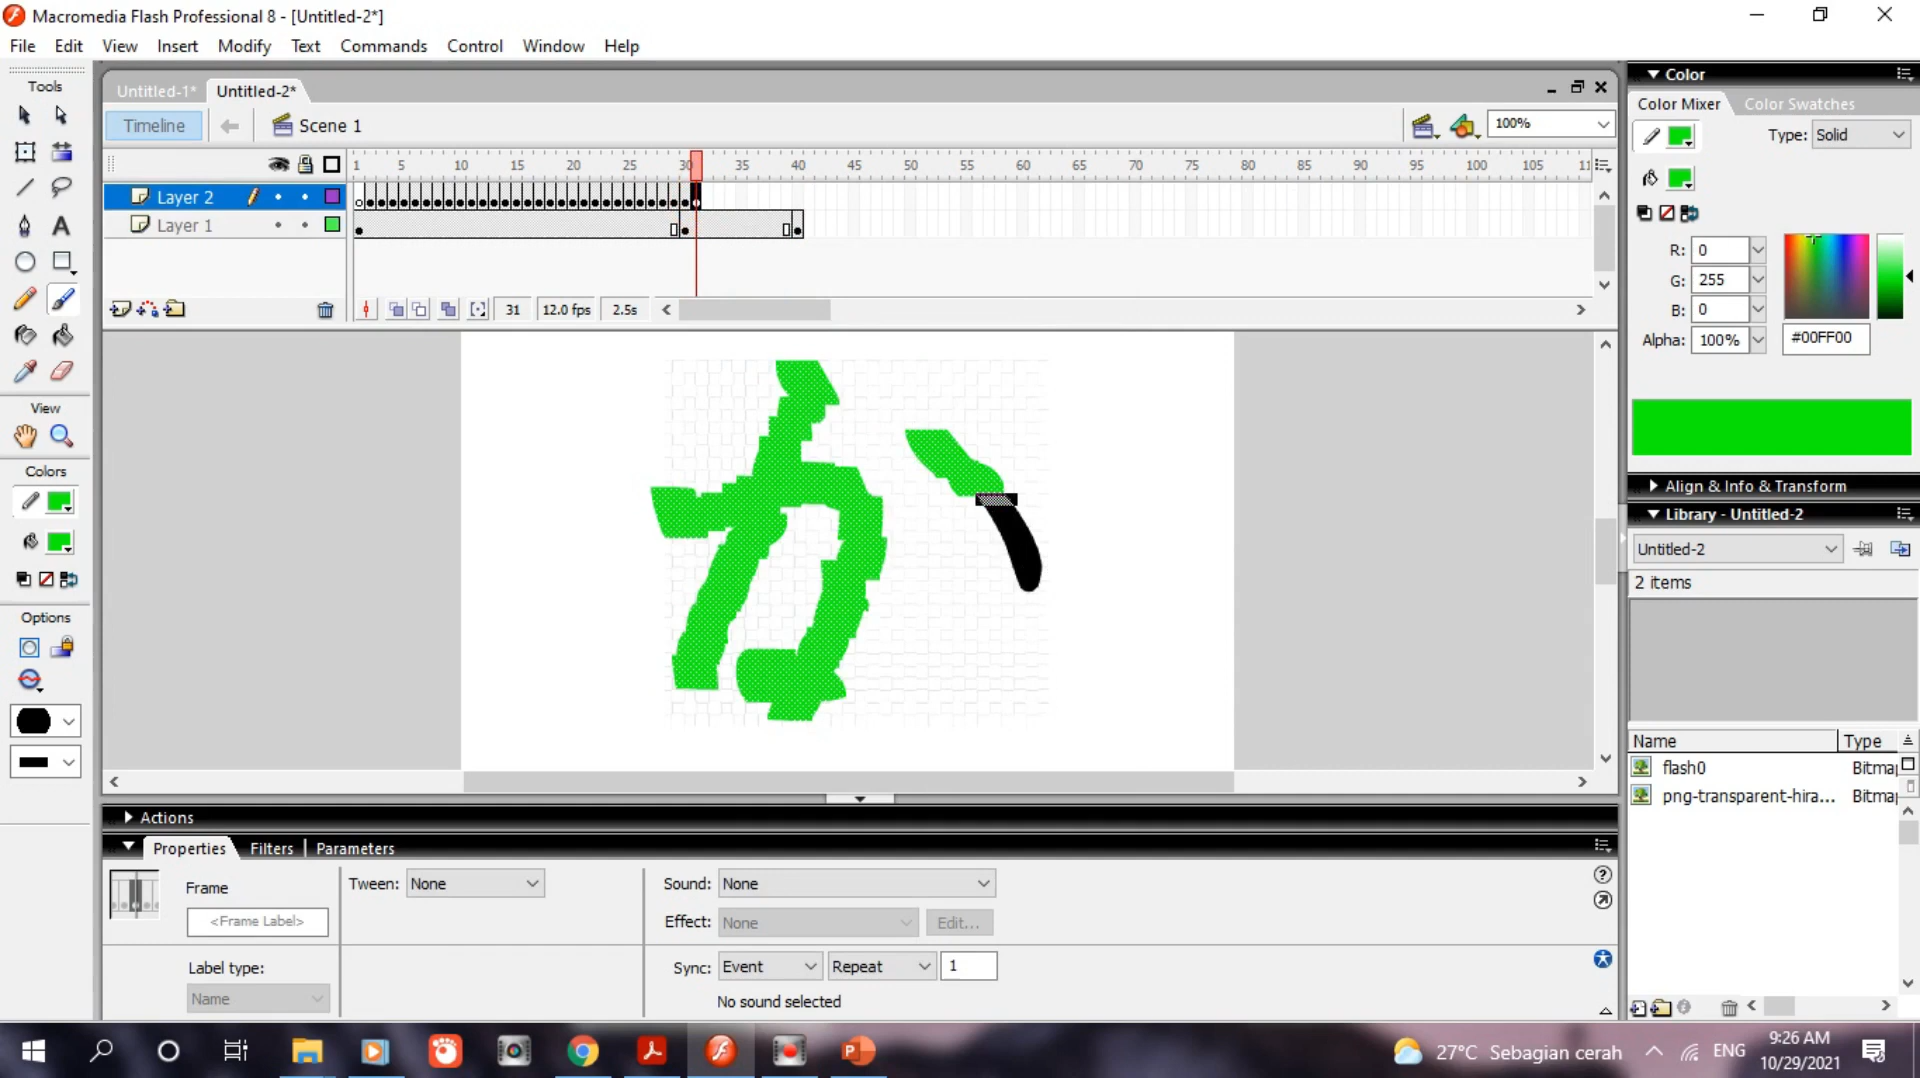 Macromedia Flash Professional 8 - [Untitled-2*]
File Edit View Insert Modify Text Commands Control Window Help
Tools
Untitled-1* Untitled-2*
Timeline Scene 1 100%
1 5 10 15 20 25 30 35 40 45 50 55 60 65 70 75 80 85 90 95 100 105 11
Layer 2
Layer 1
31 12.0 fps 2.5s
View
Colors
Options
か
Color
Color Mixer Color Swatches
Type: Solid
R: 0
G: 255
B: 0
Alpha: 100% #00FF00
Align & Info & Transform
Library - Untitled-2
Untitled-2
2 items
Name Type
flash0 Bitma
png-transparent-hira... Bitma
Actions
Properties Filters Parameters
Frame
<Frame Label>
Label type:
Name
Tween: None
Sound: None
Effect: None Edit...
Sync: Event Repeat 1
No sound selected
27°C Sebagian cerah ENG
9:26 AM
10/29/2021